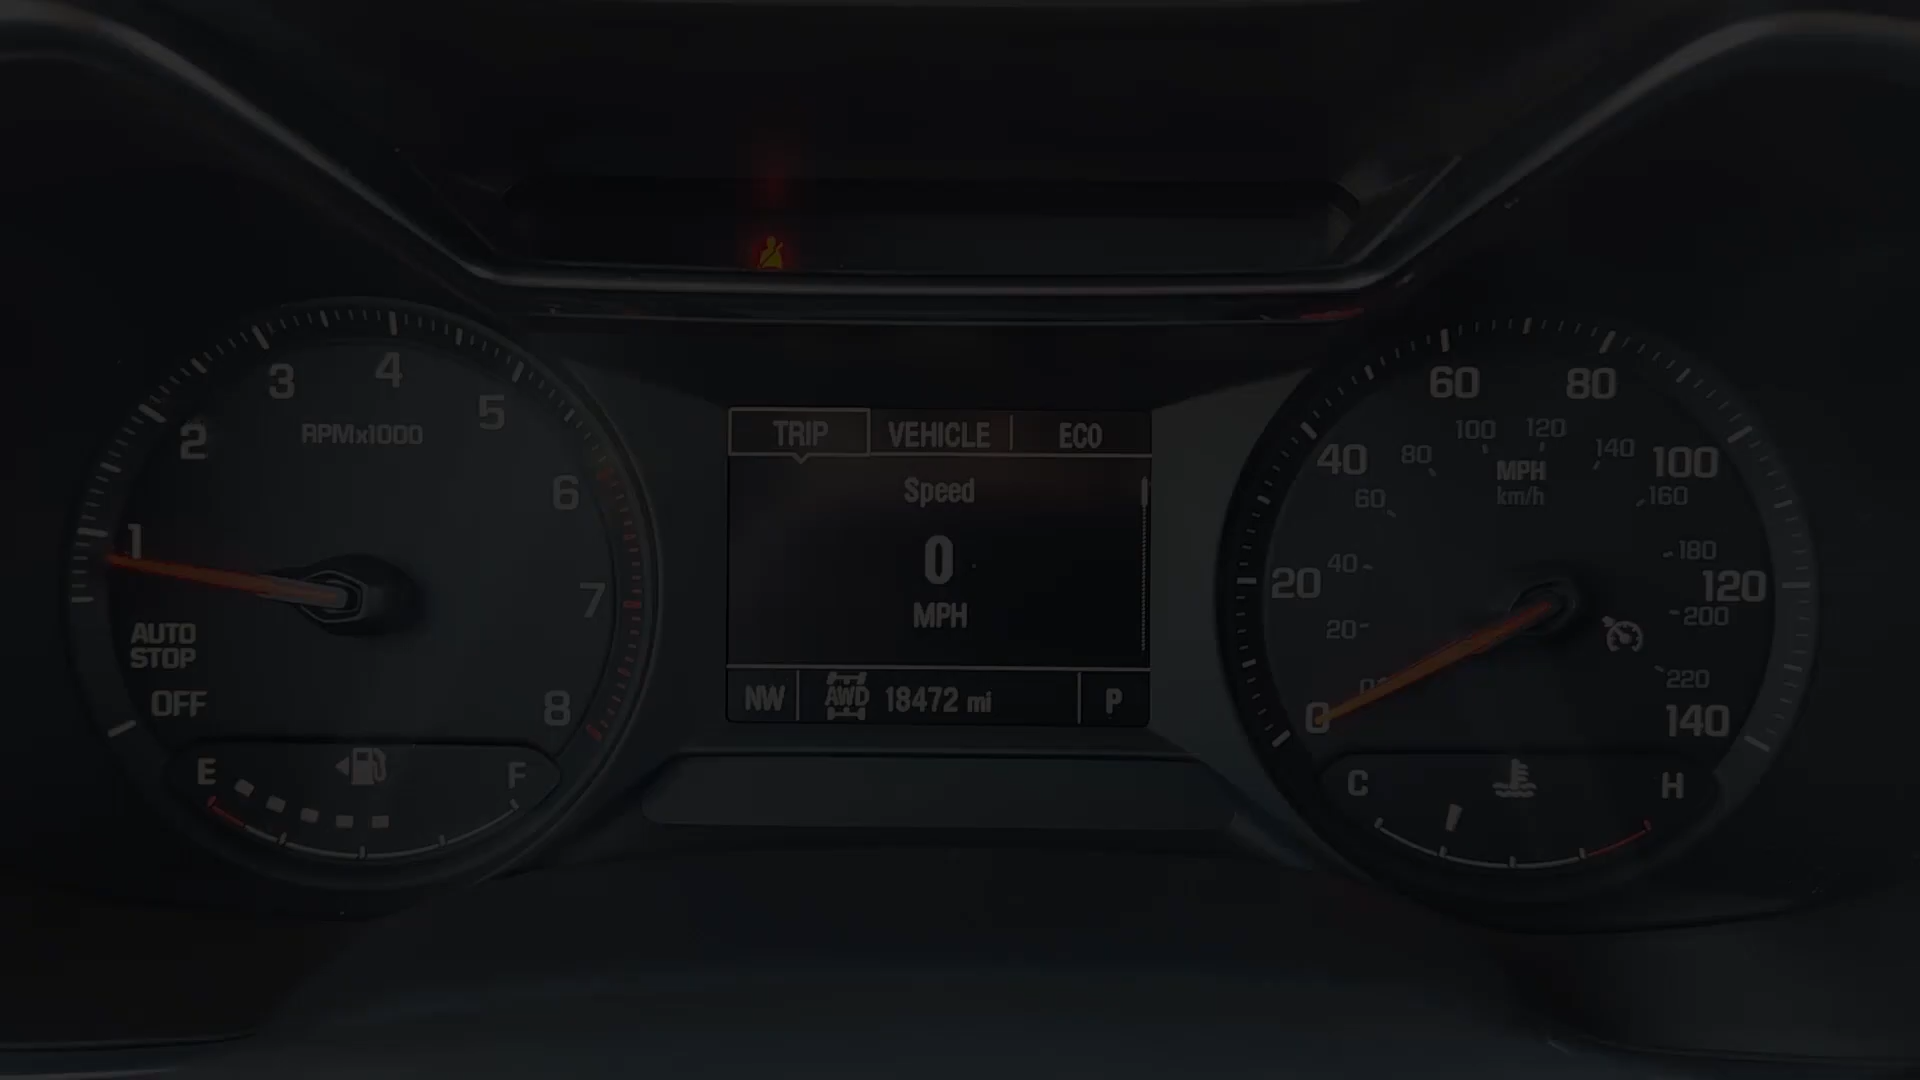 3
4
5
2
RPMx1000
6
1
7
AUTO
STOP
OFF
8
E
F
TRIP VEHICLE ECO
Speed
0
MPH
NW AWD 18472 mi P
60 80
100 120
40 80 140 100
MPH
60 km/h 160
40 180
20 120
20 200
0 220
0 140
C H